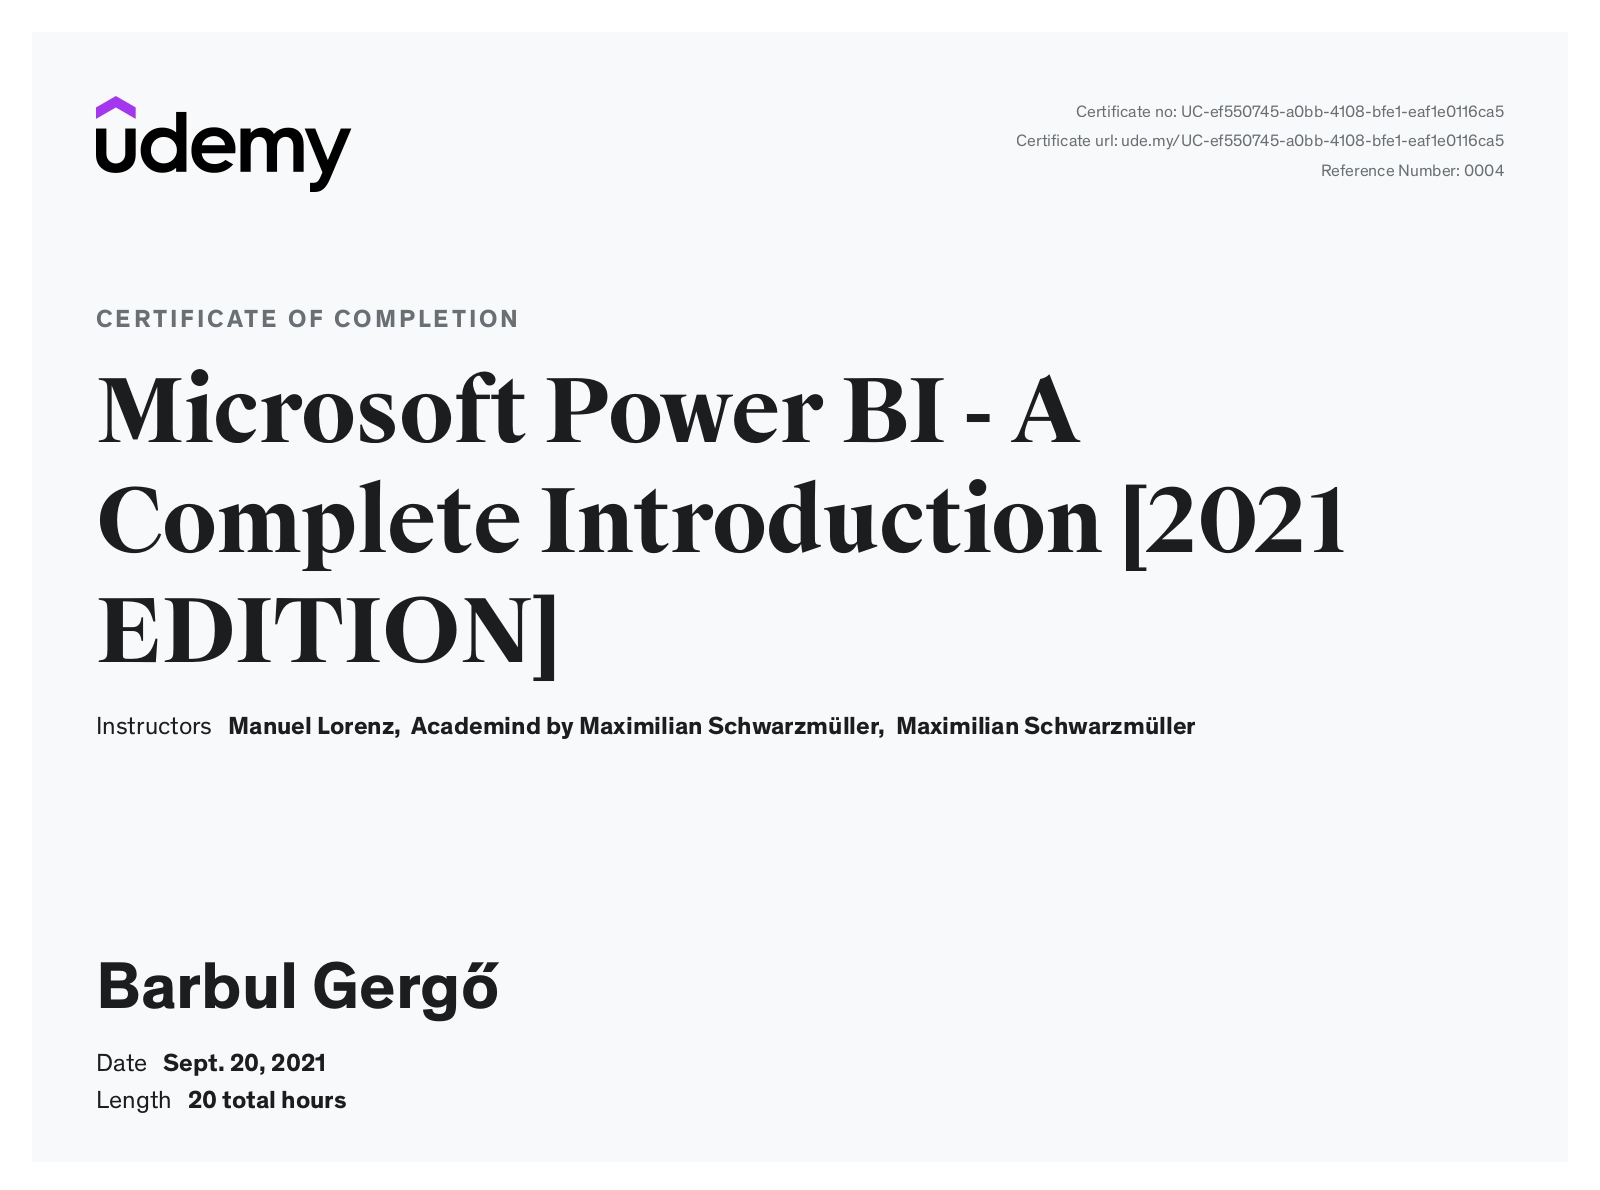 udemy
Certificate no: UC-ef550745-a0bb-4108-bfe1-eaf1e0116ca5
Certificate url: ude.my/UC-ef550745-a0bb-4108-bfe1-eaf1e0116ca5
Reference Number: 0004
CERTIFICATE OF COMPLETION
Microsoft Power BI - A
Complete Introduction [2021
EDITION]
Instructors Manuel Lorenz, Academind by Maximilian Schwarzmüller, Maximilian Schwarzmüller
Barbul Gergő
Date Sept. 20, 2021
Length 20 total hours